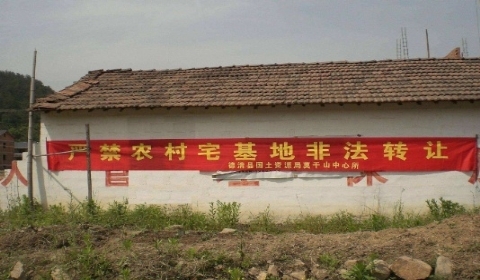 严禁农村宅基地非法转让
德清县国土资源局莫干山中心所
人